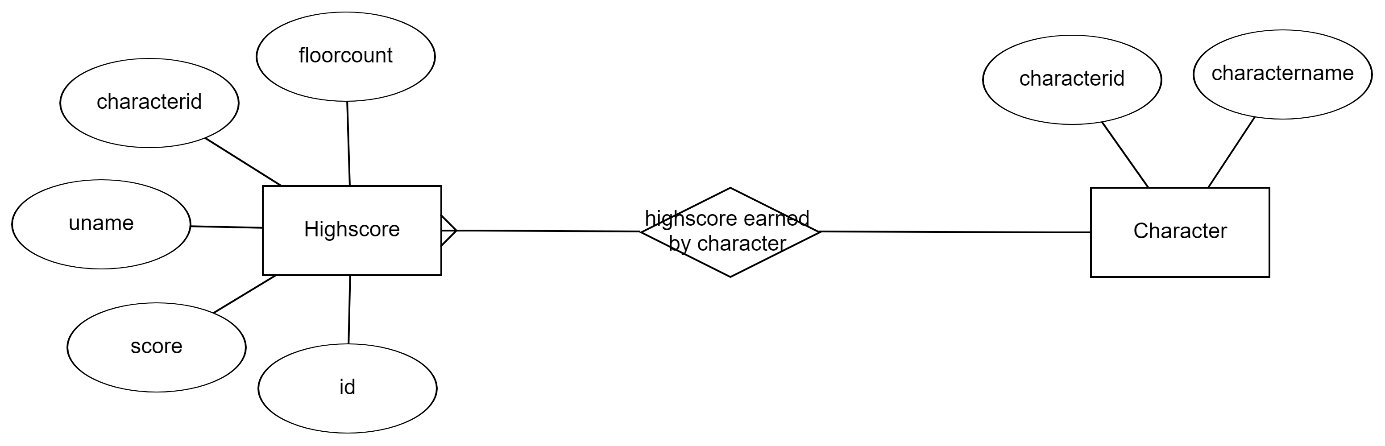 floorcount
characterid
characterid
charactername
uname
Highscore
highscore earned
by character
Character
score
id